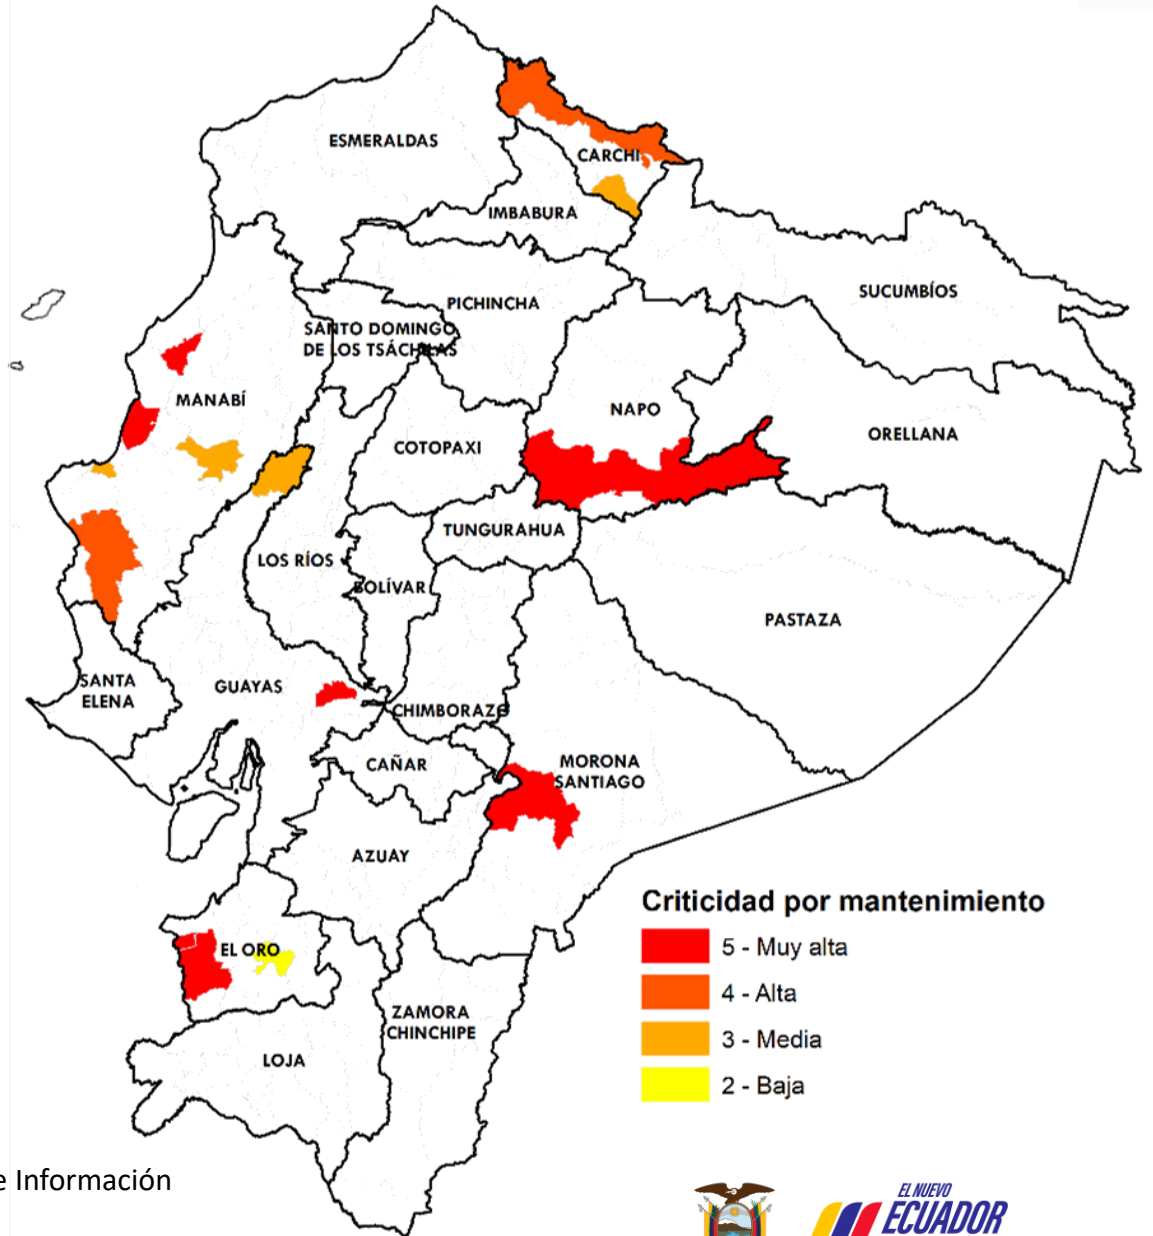 ESMERALDAS
CARCHI
IMBABURA
SUCUMBÍOS
PICHINCHA
SANTO DOMINGO
DE LOS TSÁCHILAS
MANABÍ
NAPO
ORELLANA
COTOPAXI
TUNGURAHUA
LOS RÍOS
BOLÍVAR
PASTAZA
SANTA
ELENA
GUAYAS
CHIMBORAZO
CAÑAR
MORONA
SANTIAGO
AZUAY
EL ORO
ZAMORA
CHINCHIPE
LOJA
Criticidad por mantenimiento
5 - Muy alta
4 - Alta
3 - Media
2 - Baja
e Información
EL NUEVO
ECUADOR